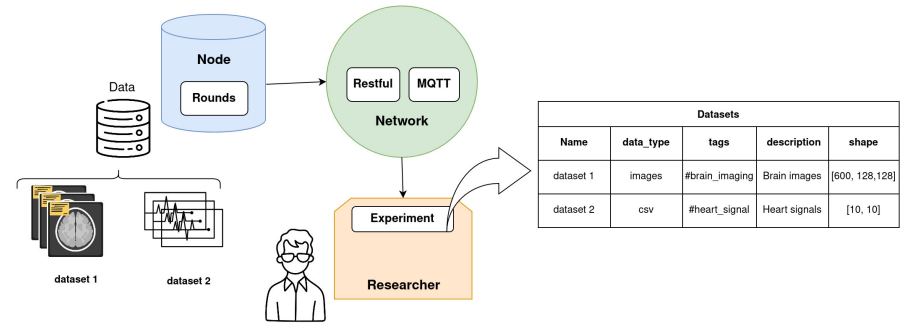 Node
Rounds
Data
dataset 1
dataset 2
Restful
MQTT
Network
Experiment
Researcher
Datasets
Name data_type tags description shape
dataset 1 images #brain_imaging Brain images [600, 128,128]
dataset 2 csv #heart_signal Heart signals [10, 10]